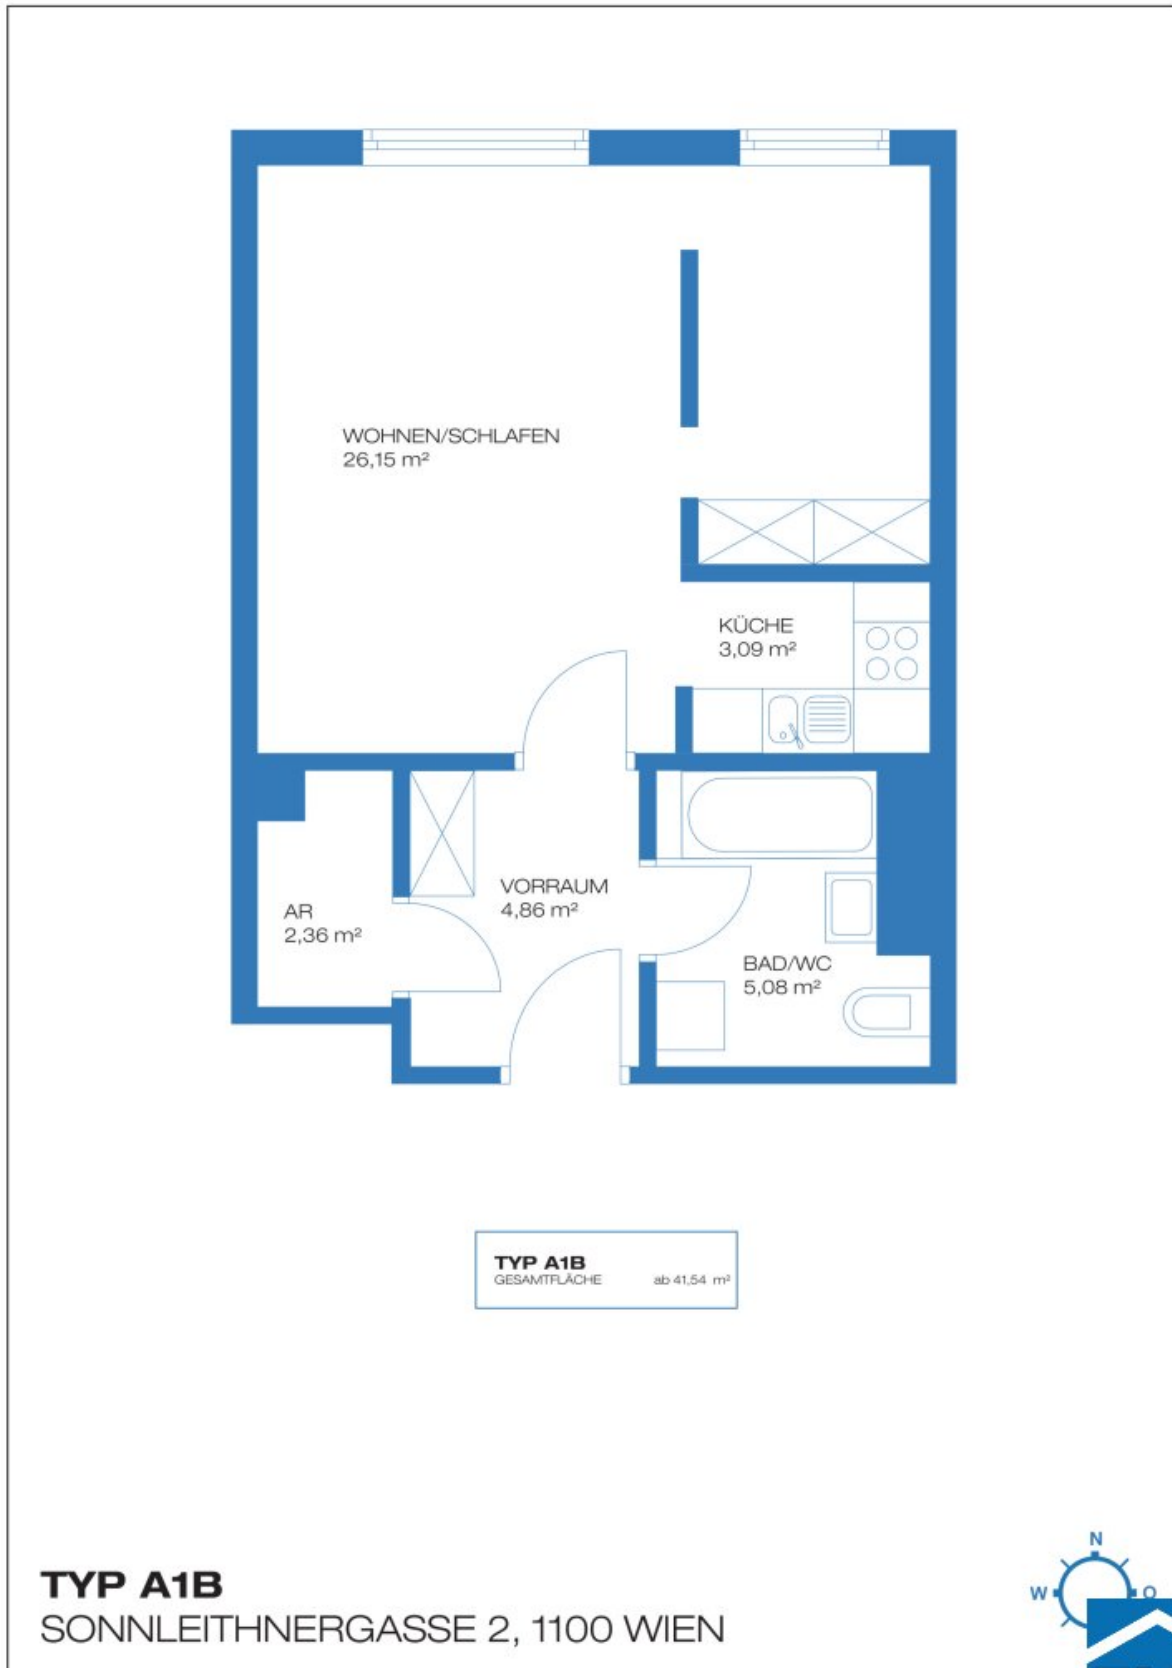 WOHNEN/SCHLAFEN
26,15 m²
KÜCHE
3,09 m²
VORRAUM
4,86 m²
AR
2,36 m²
BAD/WC
5,08 m²
TYP A1B
GESAMTFLÄCHE ab 41,54 m²
N
W O
TYP A1B
SONNLEITHNERGASSE 2, 1100 WIEN